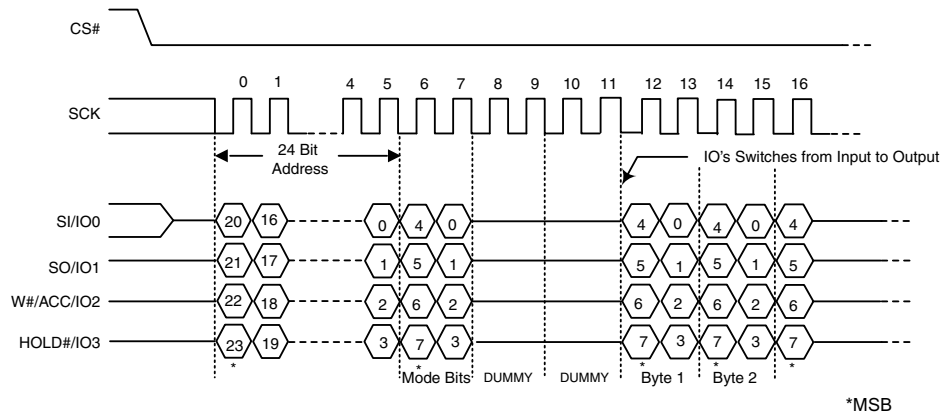 CS#
0 1 4 5 6 7 8 9 10 11 12 13 14 15 16
SCK
24 Bit
Address
IO's Switches from Input to Output
SI/IO0 20 16 0 4 0 4 0 4 0 4
SO/IO1 21 17 1 5 1 5 1 5 1 5
W#/ACC/IO2 22 18 2 6 2 6 2 6 2 6
HOLD#/IO3 23 19 3 7 3 7 3 7 3 7
* * * * *
Mode Bits DUMMY DUMMY Byte 1 Byte 2
*MSB